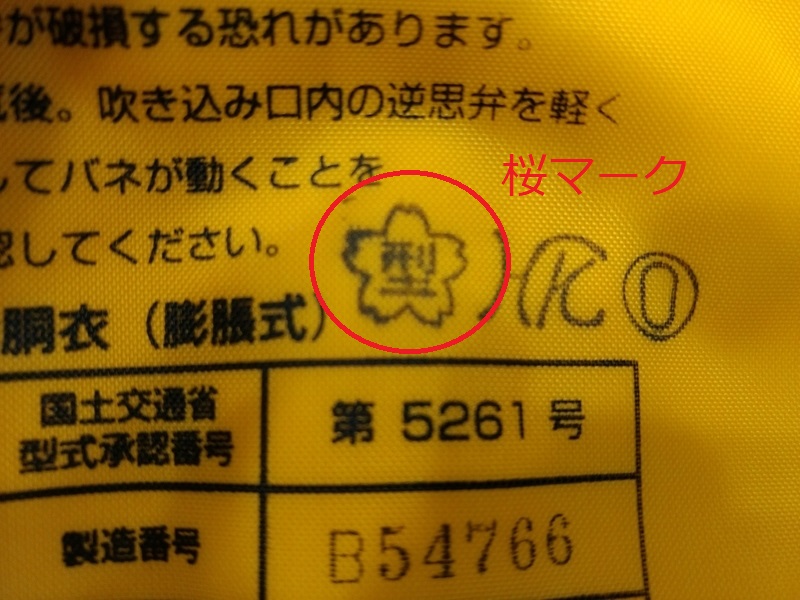 が破損する恐れがあります。
後。吹き込み口内の逆思弁を軽く
してバネが動くことを
桜マーク
認してください。
型
胴衣（膨脹式）
K 0
国土交通省
型式承認番号
第 5261 号
製造番号
B54766